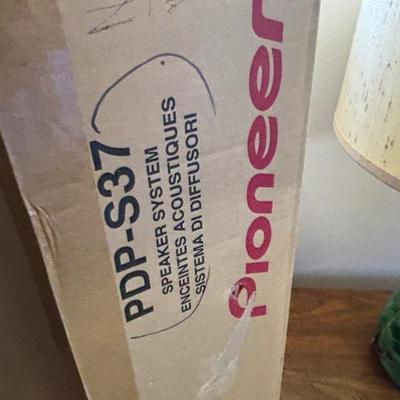 Pioneer
PDP-S37
SPEAKER SYSTEM
ENCEINTES ACOUSTIQUES
SISTEMA DI DIFFUSORI